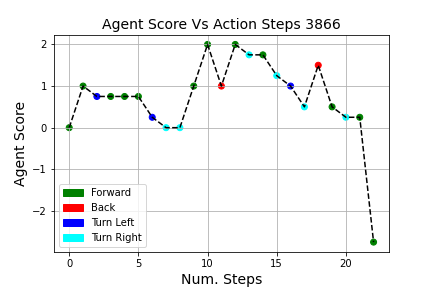 Agent Score Vs Action Steps 3866
2
1
0
−1
−2
Agent Score
Forward
Back
Turn Left
Turn Right
0 5 10 15 20
Num. Steps